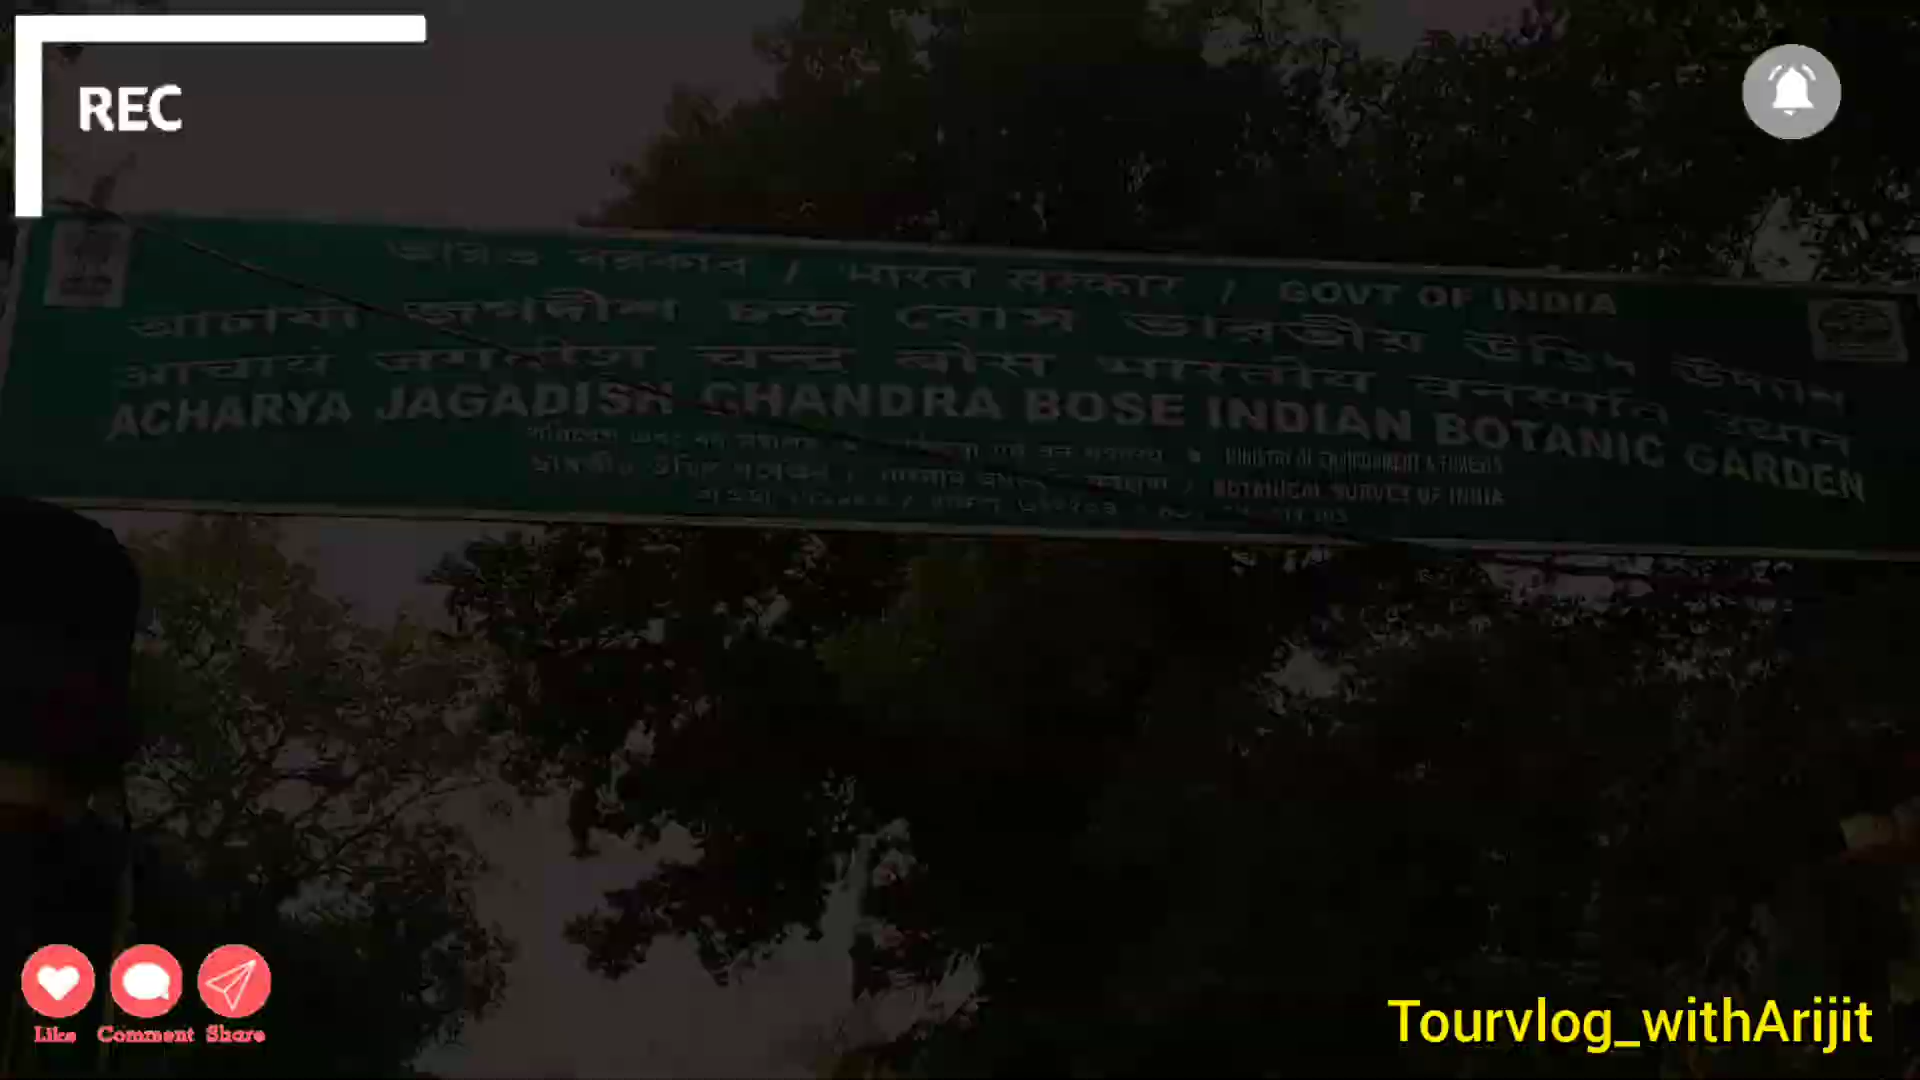 REC
ভারত সরকার / भारत सरकार / GOVT OF INDIA
আচার্য জগদীশ চন্দ্র বোস ভারতীয় উদ্ভিদ উদ্যান
आचार्य जगदीश चन्द्र बोस भारतीय वनस्पति उद्यान
ACHARYA JAGADISH CHANDRA BOSE INDIAN BOTANIC GARDEN
MINISTRY OF ENVIRONMENT & FORESTS
BOTANICAL SURVEY OF INDIA
Like Comment Share
Tourvlog_withArijit